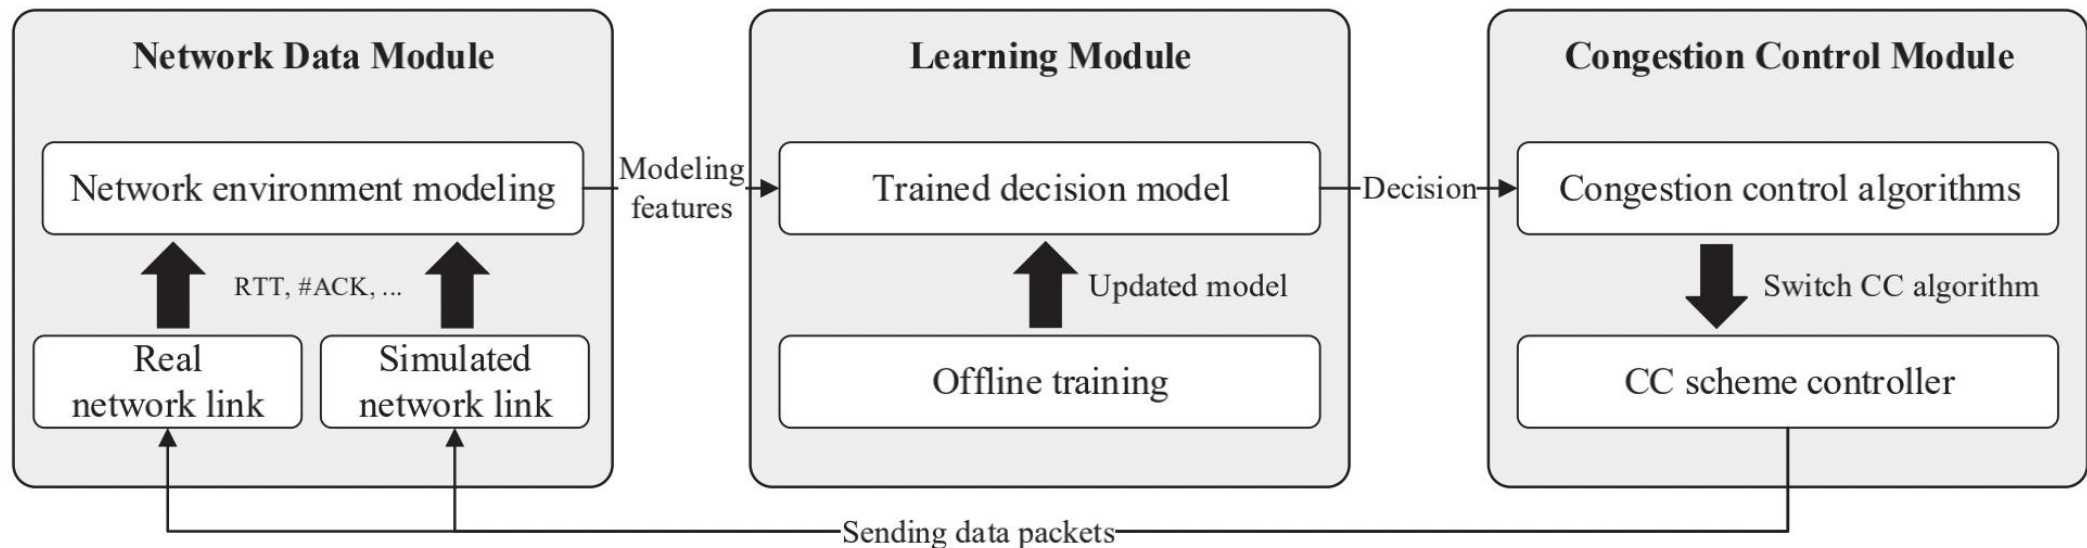 Network Data Module
Network environment modeling
RTT, #ACK, ...
Real
network link
Simulated
network link
Modeling
features
Learning Module
Trained decision model
Updated model
Offline training
Decision
Congestion Control Module
Congestion control algorithms
Switch CC algorithm
CC scheme controller
Sending data packets